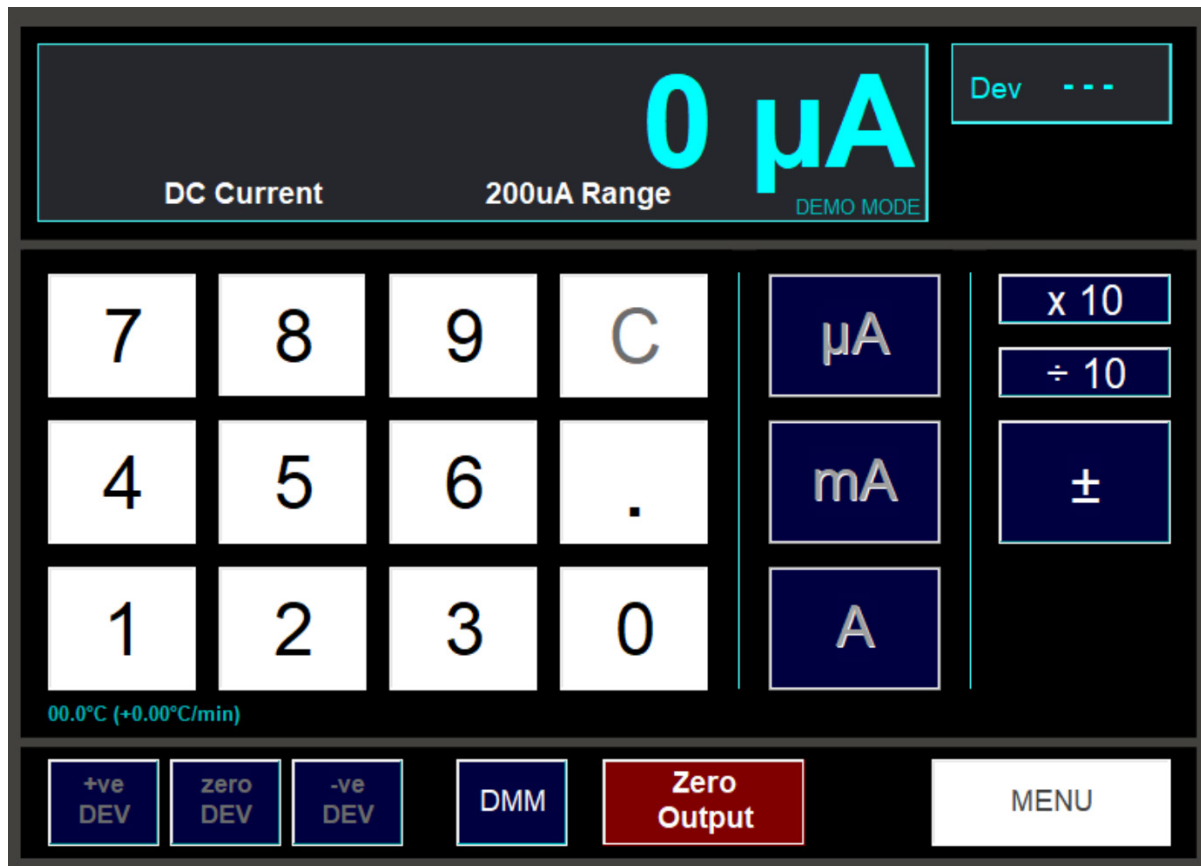 0 µA
Dev ---
DC Current 200uA Range DEMO MODE
7 8 9 C µA x 10
÷ 10
4 5 6 . mA ±
1 2 3 0 A
00.0°C (+0.00°C/min)
+ve zero -ve Zero
DEV DEV DEV DMM Output MENU